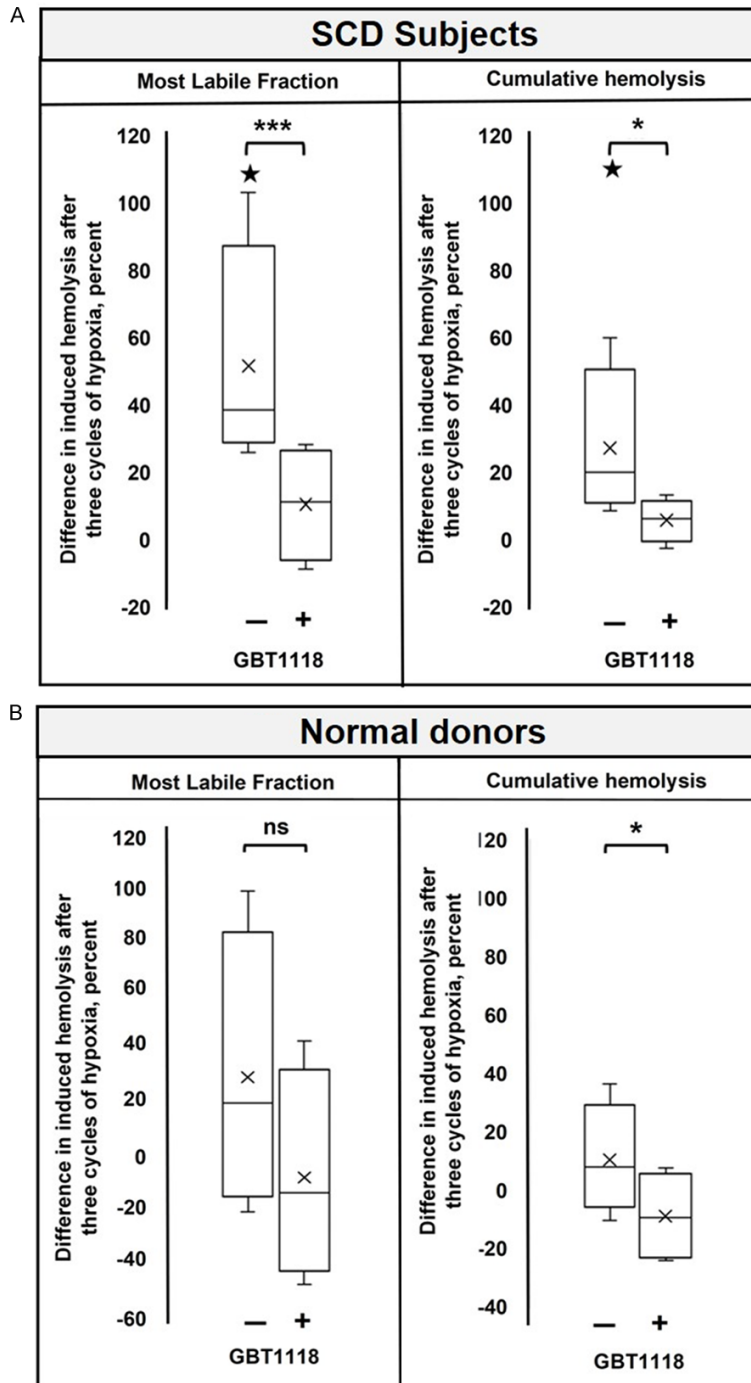 A
SCD Subjects
Most Labile Fraction
Cumulative hemolysis
Difference in induced hemolysis after
three cycles of hypoxia, percent
120
100
80
60
40
20
0
-20
***
★
×
×
− +
GBT1118
Difference in induced hemolysis after
three cycles of hypoxia, percent
120
100
80
60
40
20
0
-20
*
★
×
×
− +
GBT1118
B
Normal donors
Most Labile Fraction
Cumulative hemolysis
Difference in induced hemolysis after
three cycles of hypoxia, percent
120
100
80
60
40
20
0
-20
-40
-60
ns
×
×
− +
GBT1118
Difference in induced hemolysis after
three cycles of hypoxia, percent
120
100
80
60
40
20
0
-20
-40
*
×
×
− +
GBT1118